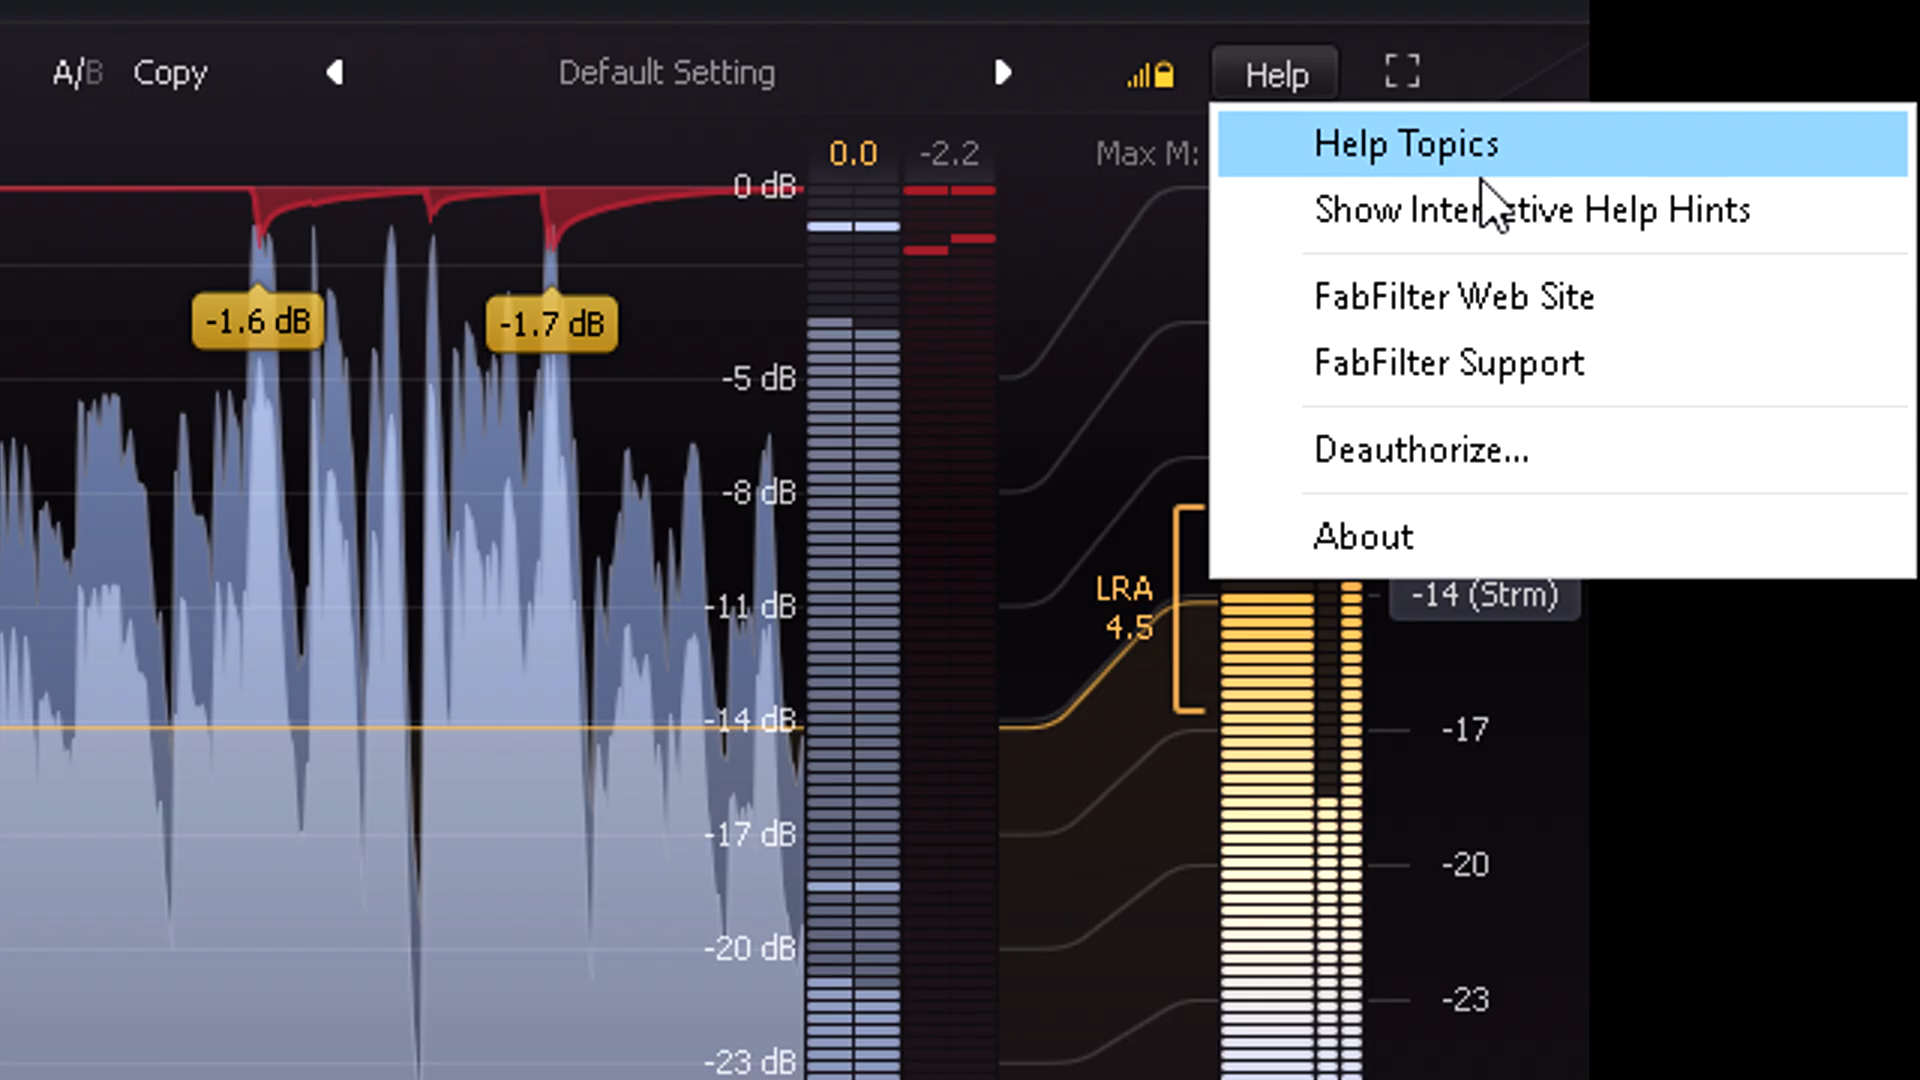 A/B Copy Default Setting Help
Help Topics
Show Interactive Help Hints
FabFilter Web Site
FabFilter Support
Deauthorize...
About
0.0 -2.2 Max M:
0 dB
-1.6 dB -1.7 dB
-5 dB
-8 dB
-11 dB
-14 dB
-17 dB
-20 dB
-23 dB
LRA
4.5
-14 (Strm)
-17
-20
-23